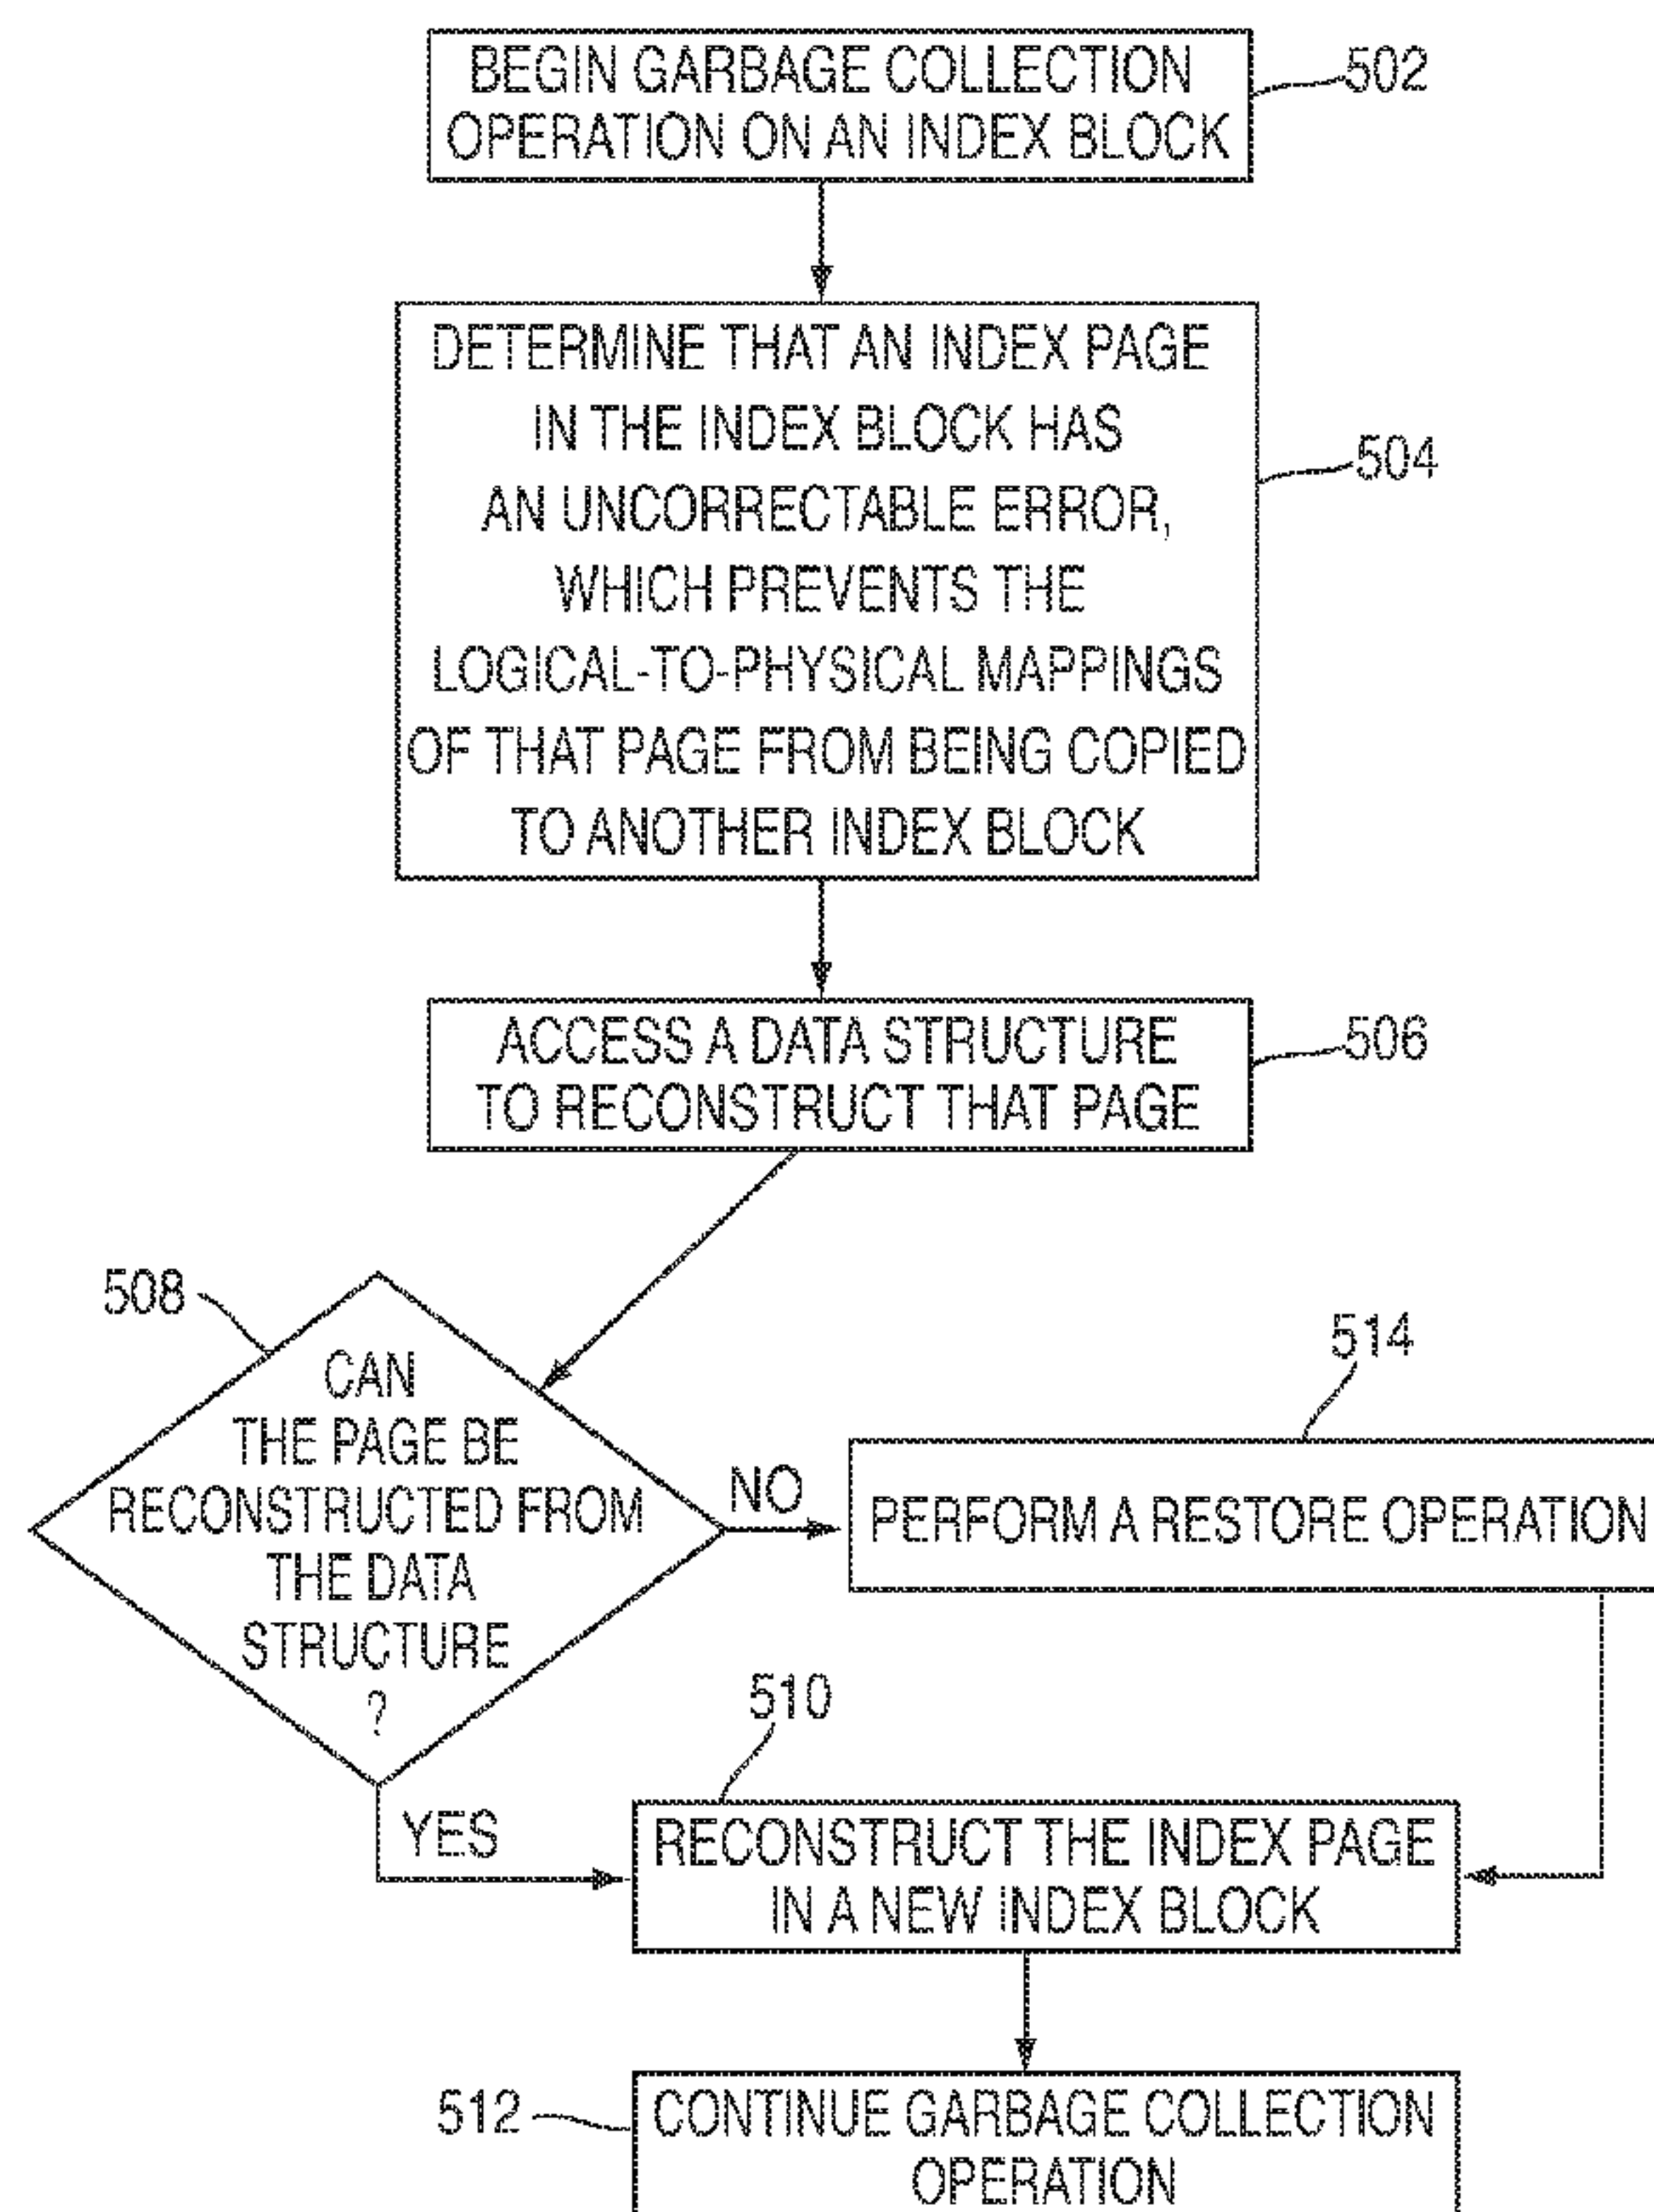 BEGIN GARBAGE COLLECTION
OPERATION ON AN INDEX BLOCK
502
DETERMINE THAT AN INDEX PAGE
IN THE INDEX BLOCK HAS
AN UNCORRECTABLE ERROR,
WHICH PREVENTS THE
LOGICAL-TO-PHYSICAL MAPPINGS
OF THAT PAGE FROM BEING COPIED
TO ANOTHER INDEX BLOCK
504
ACCESS A DATA STRUCTURE
TO RECONSTRUCT THAT PAGE
506
508
CAN
THE PAGE BE
RECONSTRUCTED FROM
THE DATA
STRUCTURE
?
NO
514
PERFORM A RESTORE OPERATION
YES
510
RECONSTRUCT THE INDEX PAGE
IN A NEW INDEX BLOCK
512
CONTINUE GARBAGE COLLECTION
OPERATION